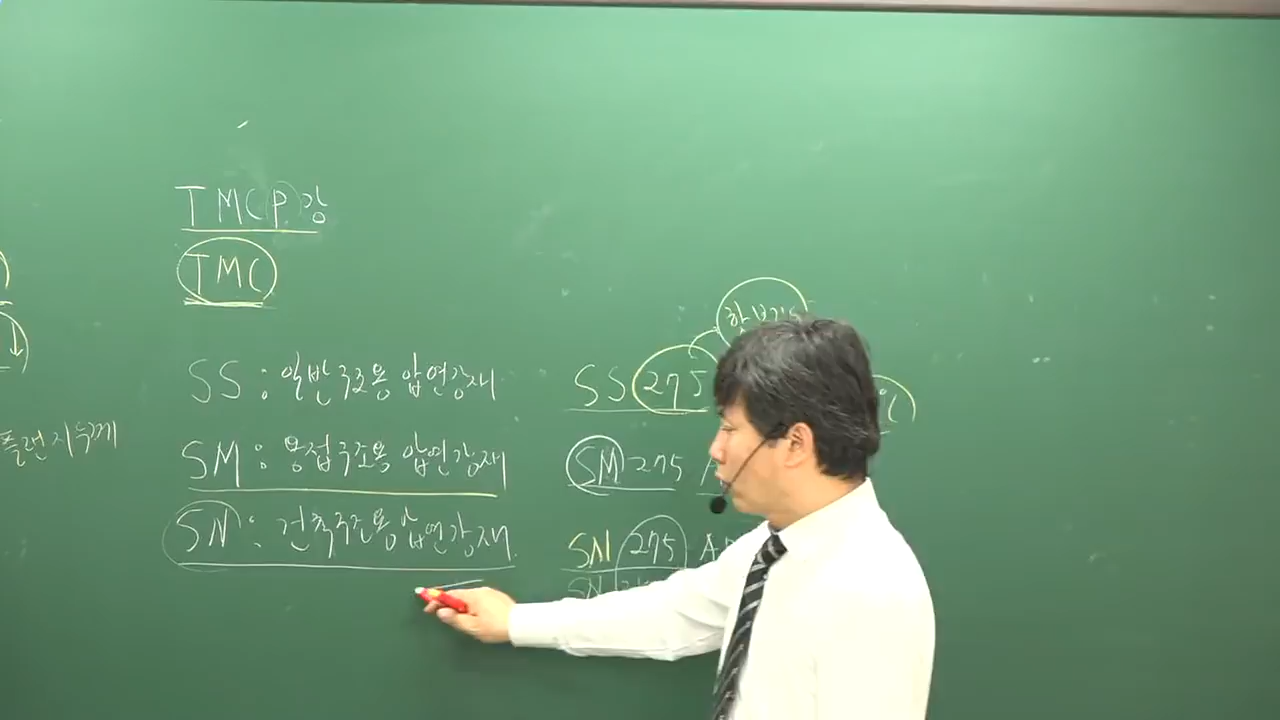 TMCP강
TMC
SS : 일반구조용 압연강재
SM : 용접구조용 압연강재
SN : 건축구조용 압연강재
플랜지 두께
SS 275
SM 275 A
SN 275 A
SN